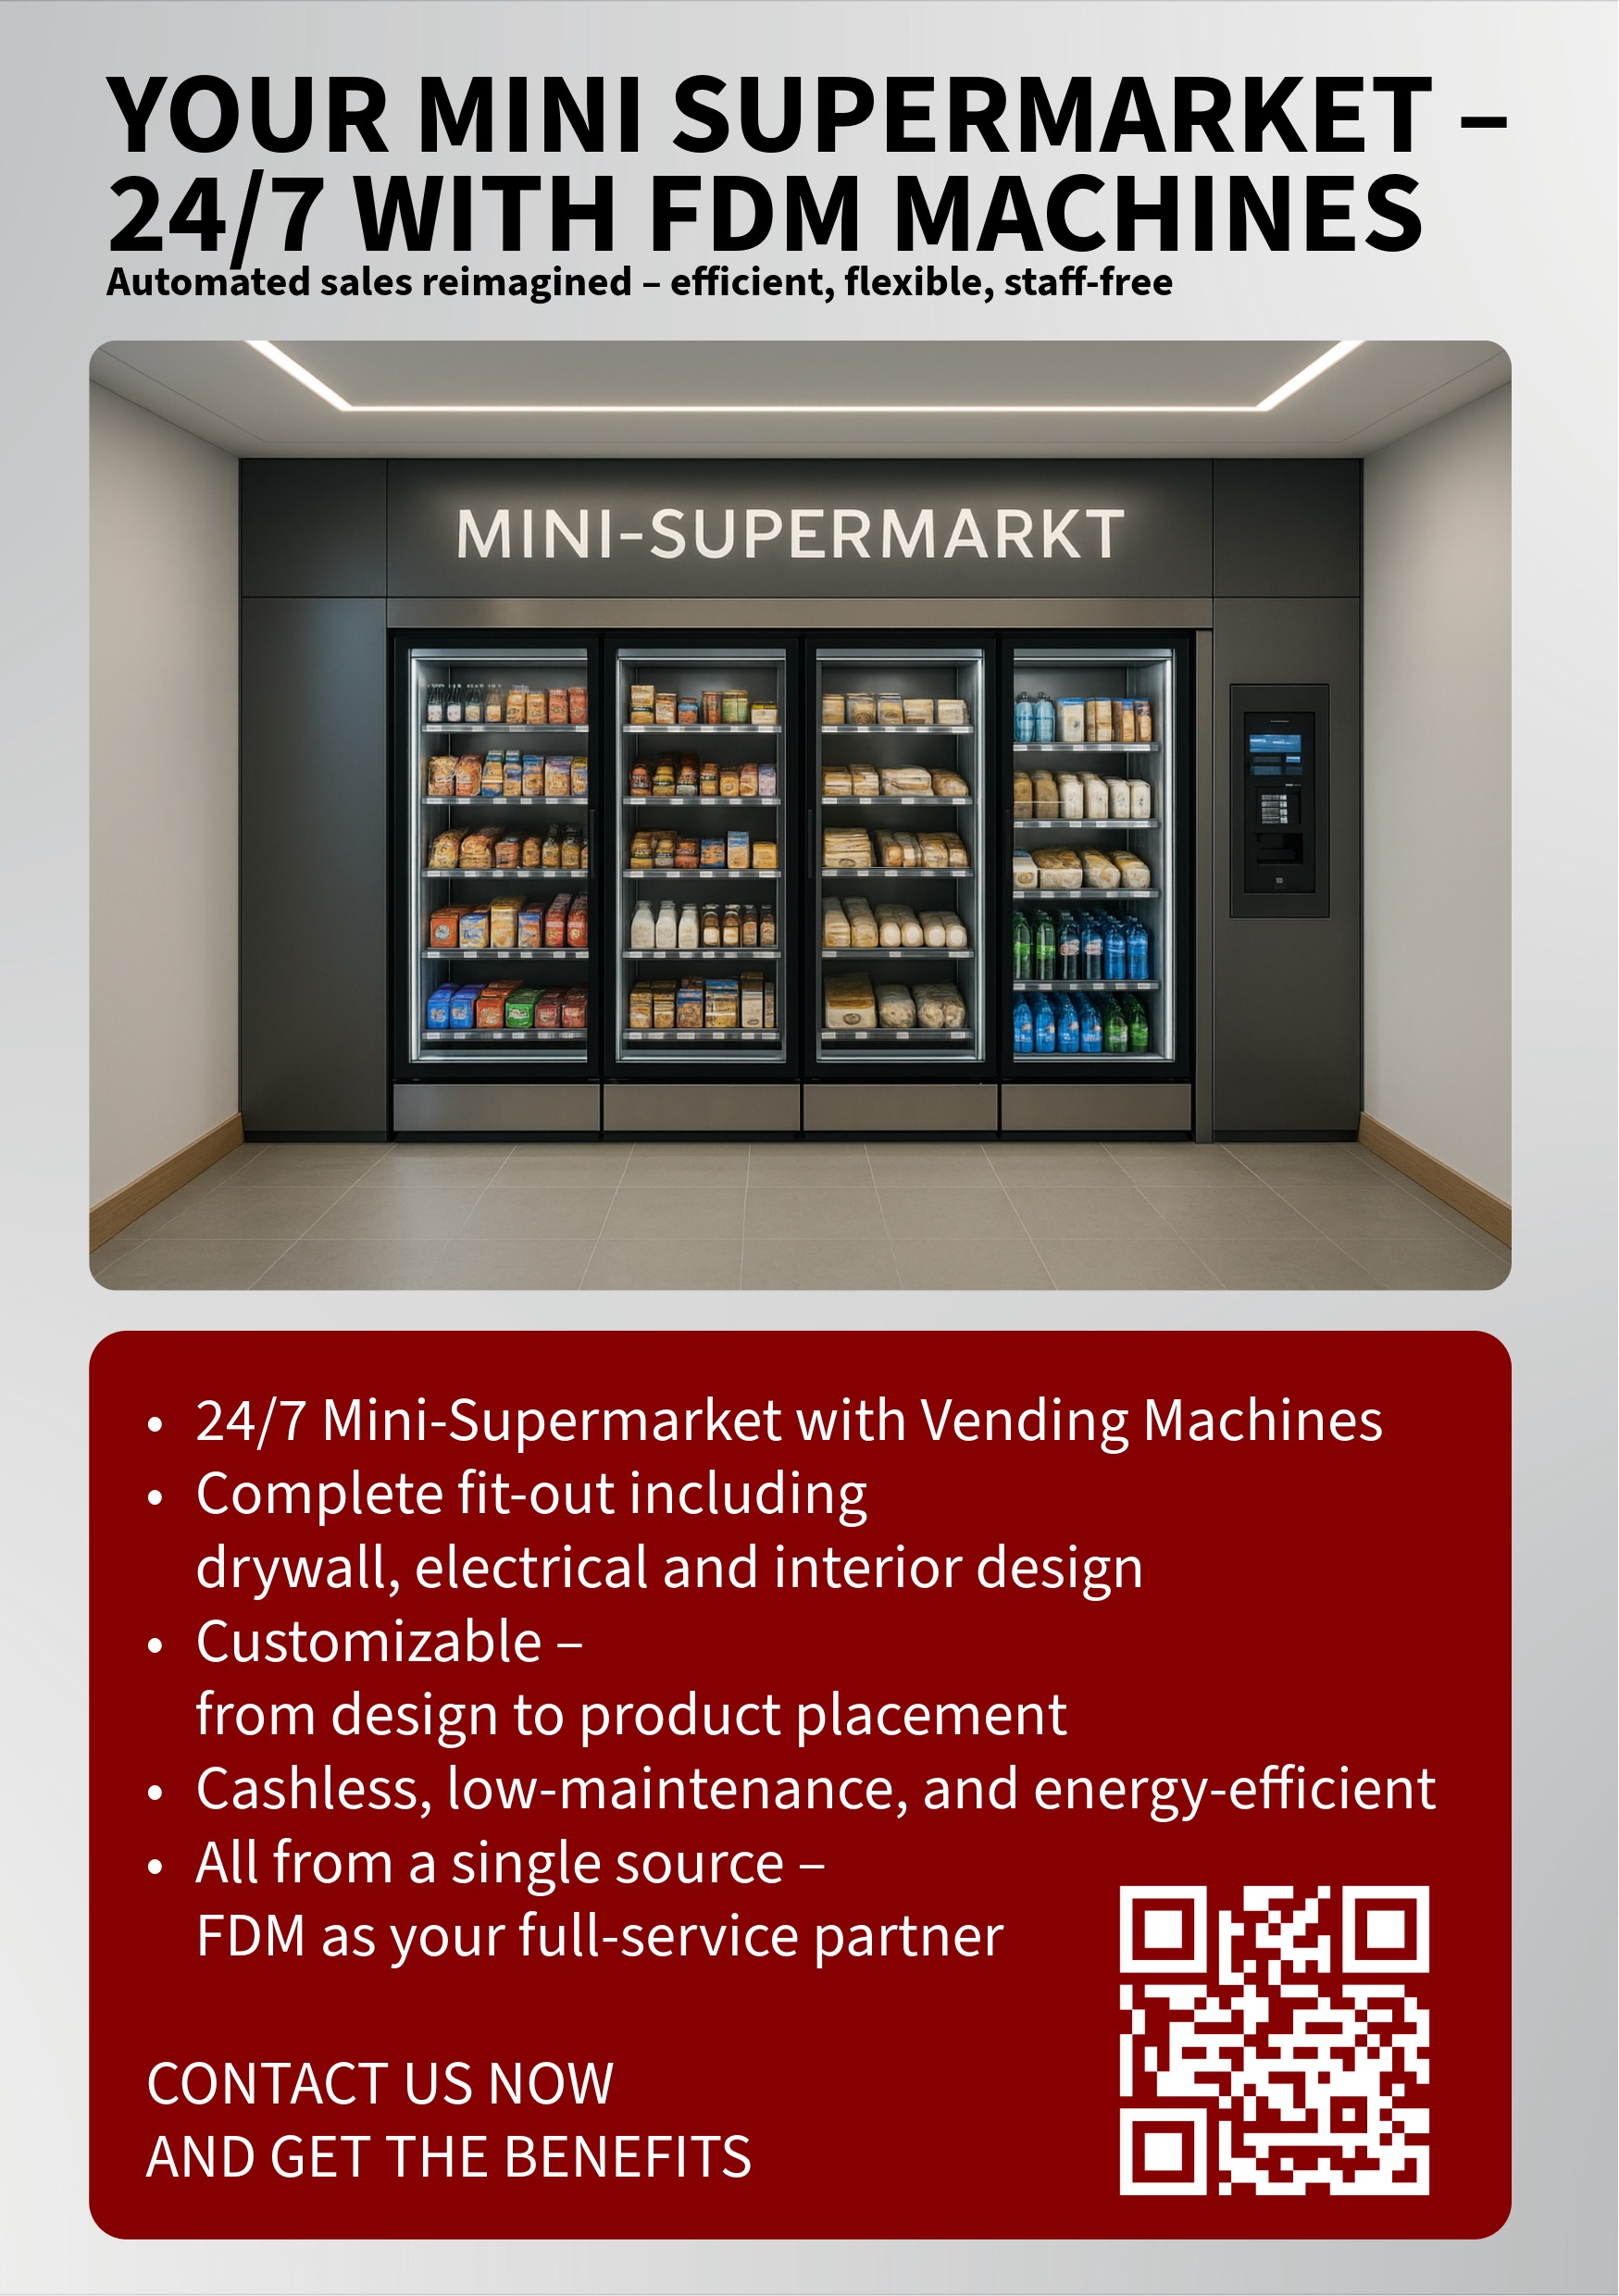 YOUR MINI SUPERMARKET –
24/7 WITH FDM MACHINES
Automated sales reimagined – efficient, flexible, staff-free
MINI-SUPERMARKT
• 24/7 Mini-Supermarket with Vending Machines
• Complete fit-out including
drywall, electrical and interior design
• Customizable –
from design to product placement
• Cashless, low-maintenance, and energy-efficient
• All from a single source –
FDM as your full-service partner
CONTACT US NOW
AND GET THE BENEFITS